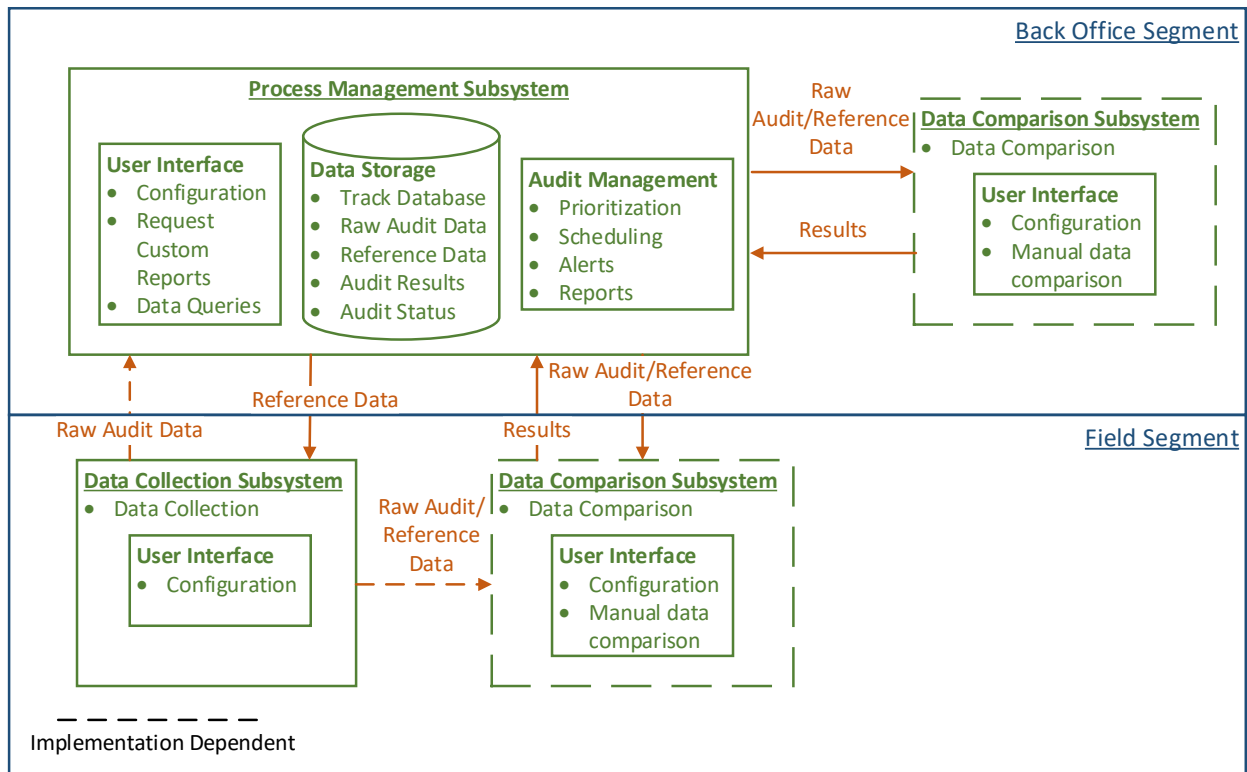 Back Office Segment
Process Management Subsystem
User Interface
● Configuration
● Request
Custom
Reports
● Data Queries
Data Storage
● Track Database
● Raw Audit Data
● Reference Data
● Audit Results
● Audit Status
Audit Management
● Prioritization
● Scheduling
● Alerts
● Reports
Raw
Audit/Reference
Data
Results
Data Comparison Subsystem
● Data Comparison
User Interface
● Configuration
● Manual data
comparison
Raw Audit Data
Reference Data
Results
Raw Audit/Reference
Data
Field Segment
Data Collection Subsystem
● Data Collection
User Interface
● Configuration
Raw Audit/
Reference
Data
Data Comparison Subsystem
● Data Comparison
User Interface
● Configuration
● Manual data
comparison
Implementation Dependent